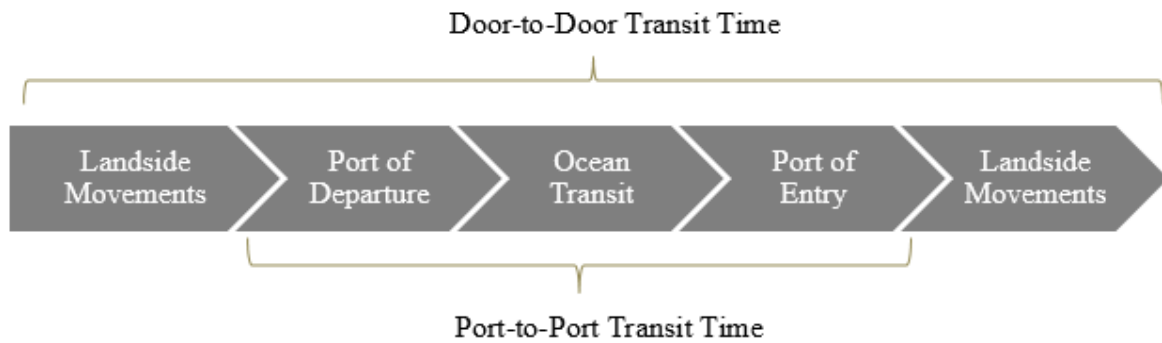 Door-to-Door Transit Time
Landside
Movements
Port of
Departure
Ocean
Transit
Port of
Entry
Landside
Movements
Port-to-Port Transit Time